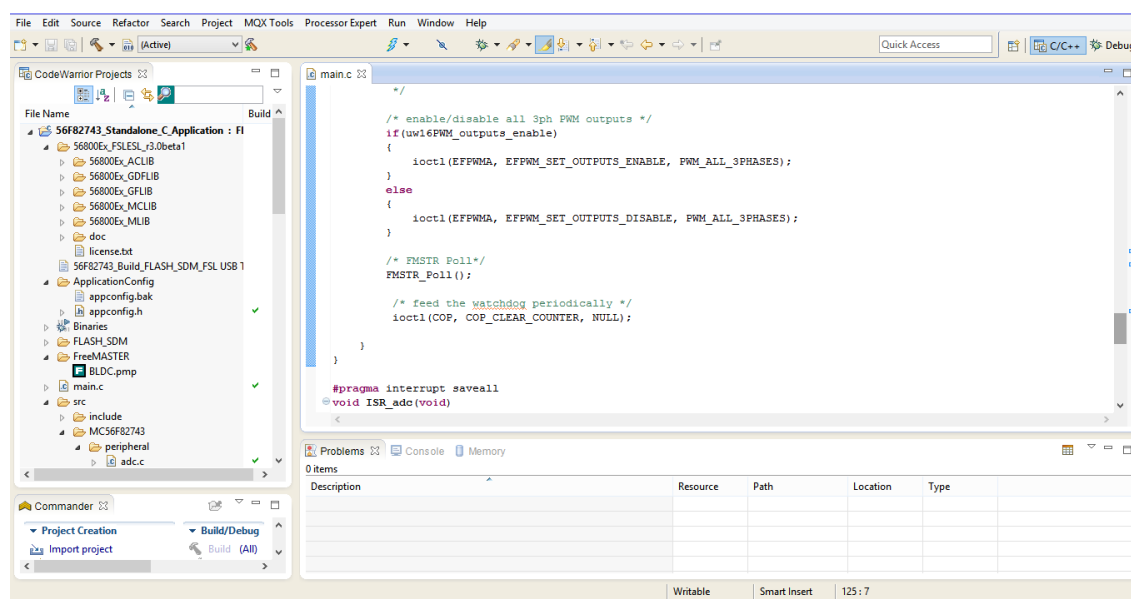 File Edit Source Refactor Search Project MQX Tools Processor Expert Run Window Help
(Active)
Quick Access
C/C++
CodeWarrior Projects
File Name Build
56F82743_Standalone_C_Application : Fl
56800Ex_FSLESL_r3.0beta1
56800Ex_ACLIB
56800Ex_GDFLIB
56800Ex_GFLIB
56800Ex_MCLIB
56800Ex_MLIB
doc
license.txt
56F82743_Build_FLASH_SDM_FSL USB T
ApplicationConfig
appconfig.bak
appconfig.h
Binaries
FLASH_SDM
FreeMASTER
BLDC.pmp
main.c
src
include
MC56F82743
peripheral
adc.c
Commander
Project Creation
Build/Debug
Import project
Build (All)
main.c
*/
/* enable/disable all 3ph PWM outputs */
if(uw16PWM_outputs_enable)
{
ioctl(EFPWMA, EFPWM_SET_OUTPUTS_ENABLE, PWM_ALL_3PHASES);
}
else
{
ioctl(EFPWMA, EFPWM_SET_OUTPUTS_DISABLE, PWM_ALL_3PHASES);
}
/* FMSTR Poll*/
FMSTR_Poll();
/* feed the watchdog periodically */
ioctl(COP, COP_CLEAR_COUNTER, NULL);
}
}
#pragma interrupt saveall
void ISR_adc(void)
Problems Console Memory
0 items
Description Resource Path Location Type
Writable Smart Insert 125 : 7